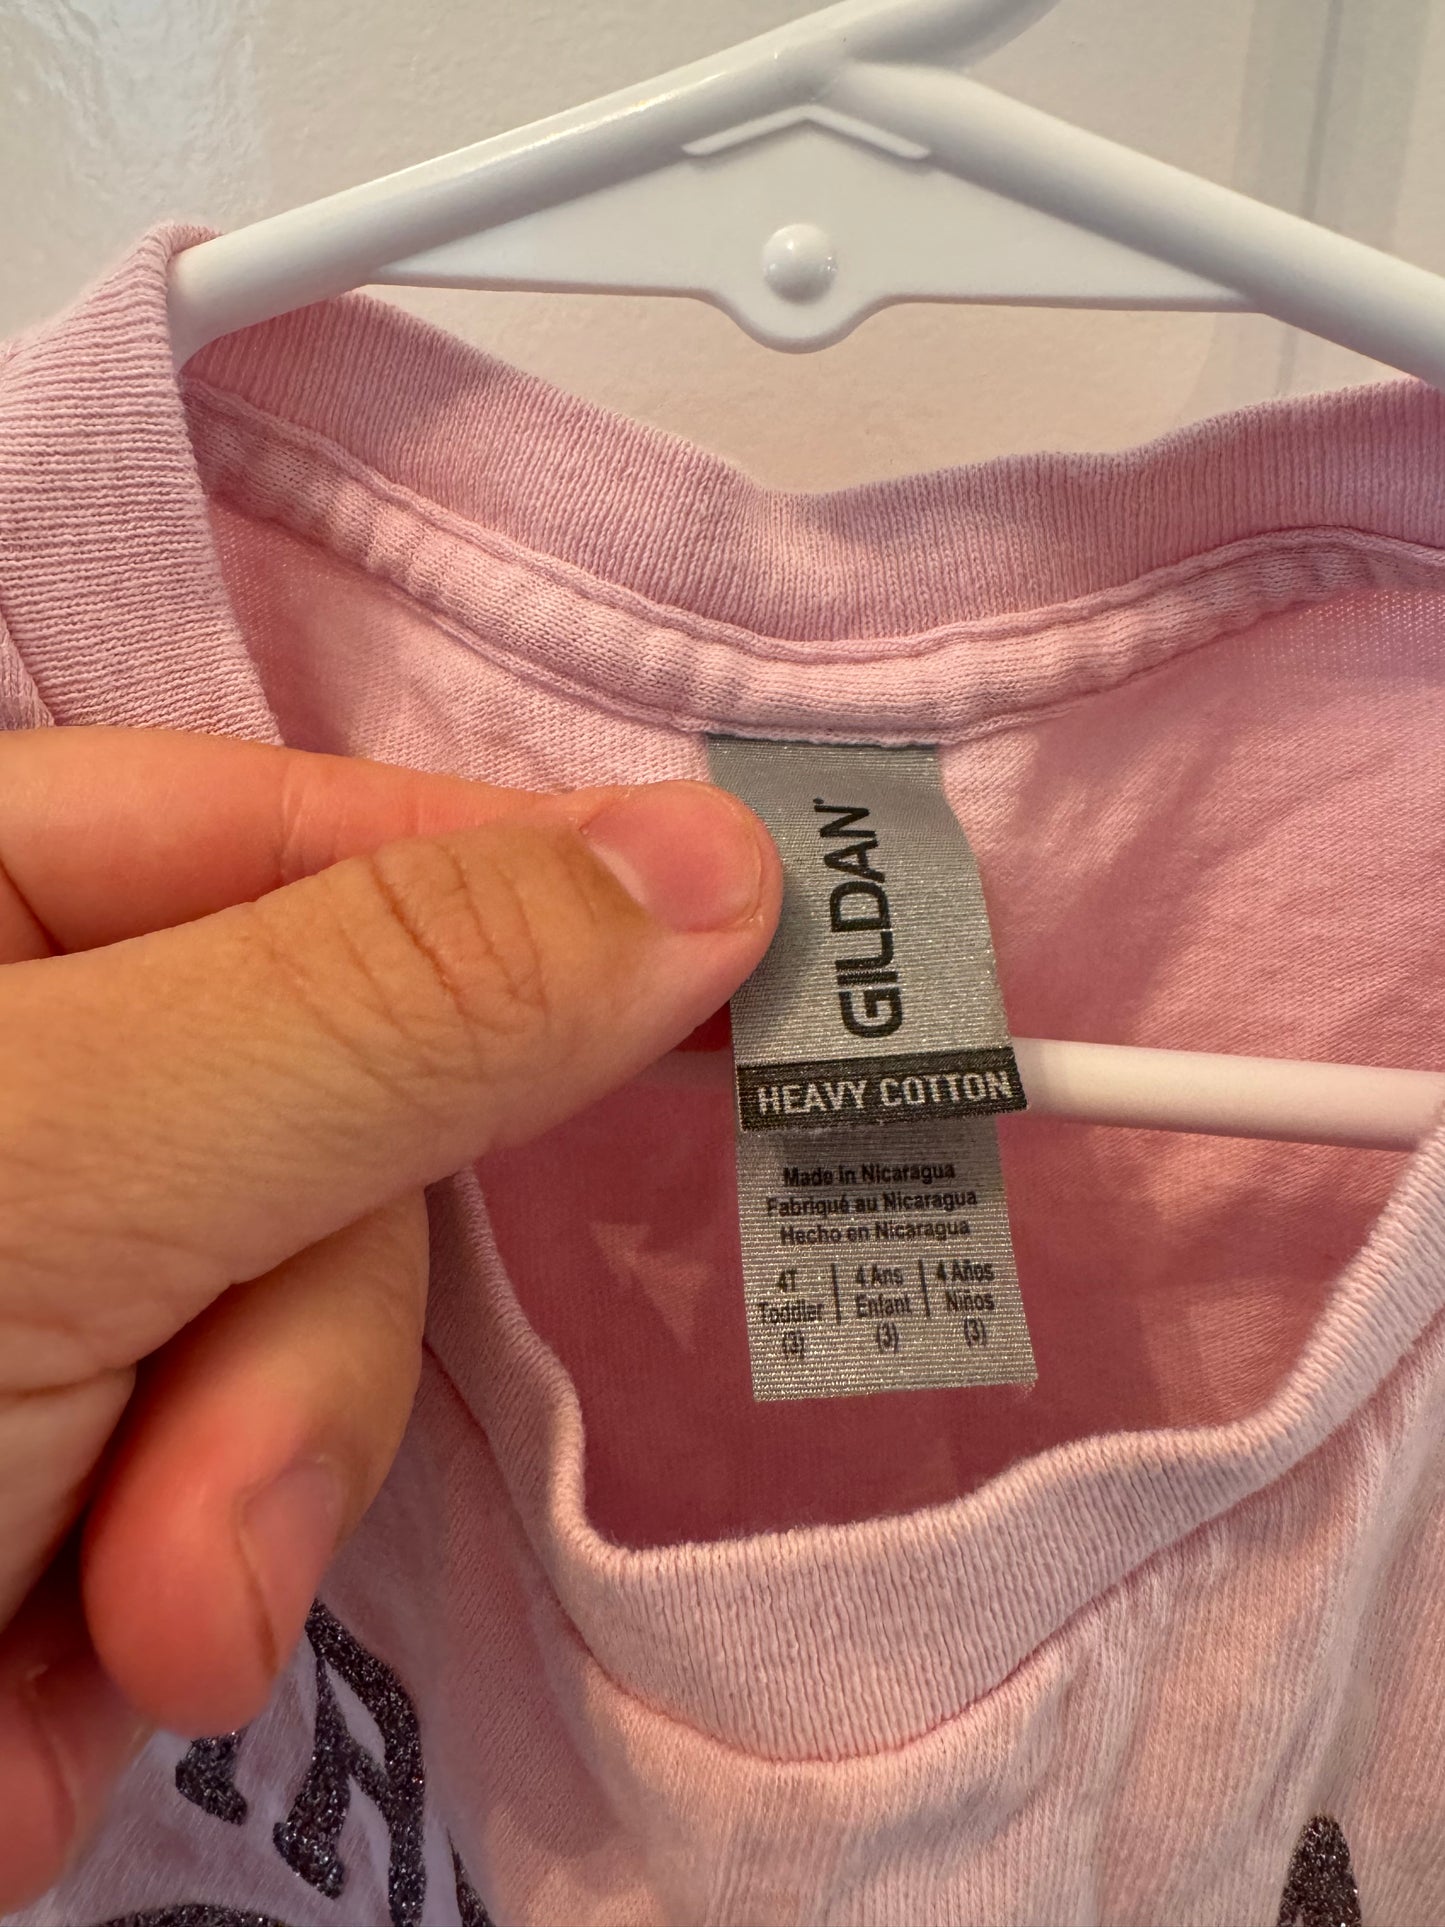 GILDAN
HEAVY COTTON
Made in Nicaragua
Fabriqué au Nicaragua
Hecho en Nicaragua
4T | 4 Ans | 4 Años
Toddler | Enfant | Niños
(3) (3) (3)